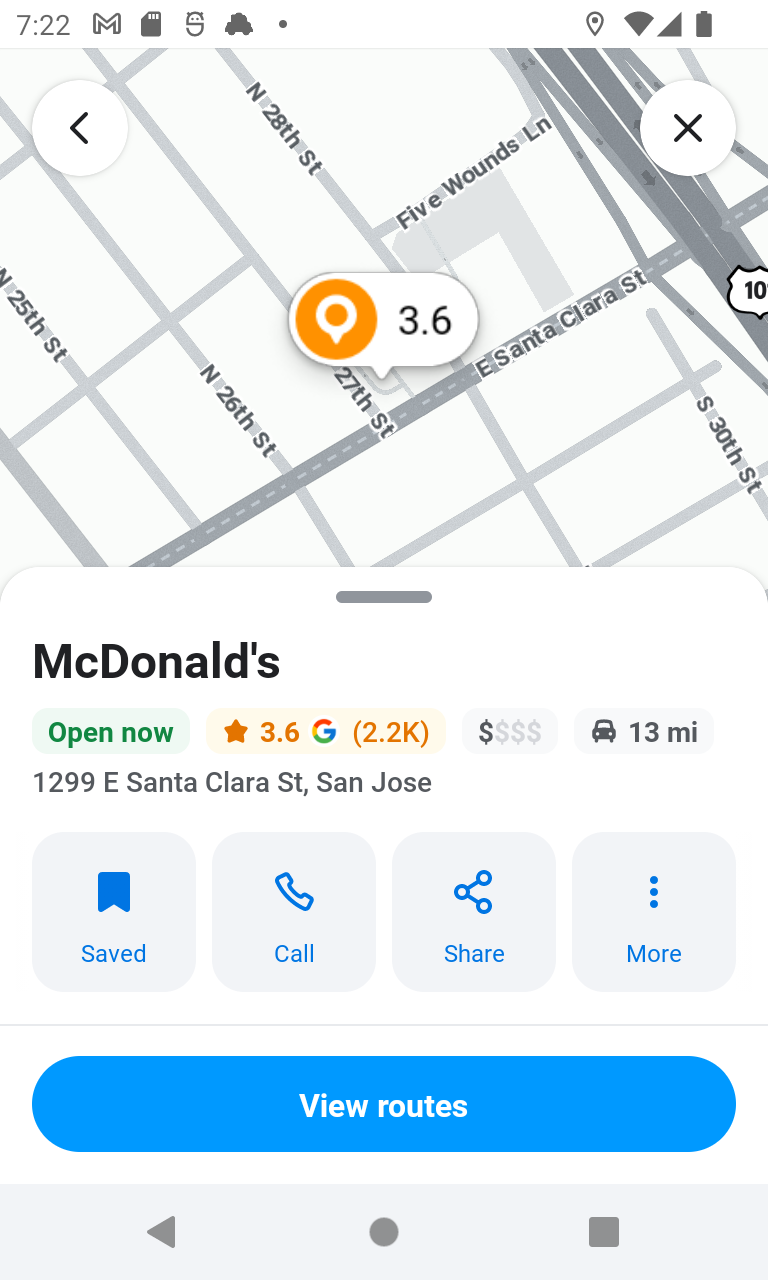 7:22
N 28th St
Five Wounds Ln
10
N 25th St
3.6
E Santa Clara St
N 26th St
27th St
S 30th St
McDonald's
Open now
3.6 G (2.2K)
$$$$
13 mi
1299 E Santa Clara St, San Jose
Saved
Call
Share
More
View routes